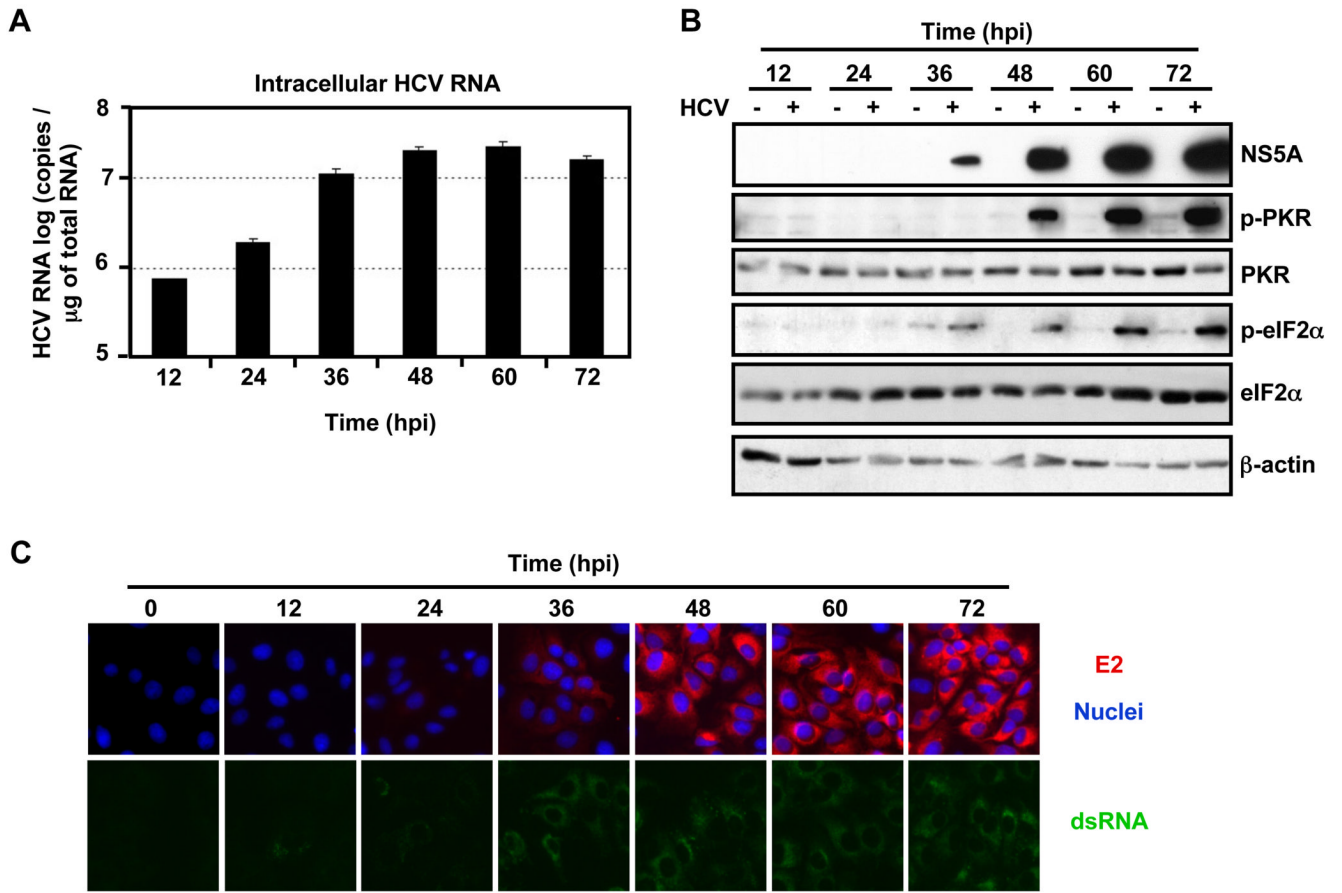 A
Intracellular HCV RNA
HCV RNA log (copies /
µg of total RNA)
8
7
6
5
12 24 36 48 60 72
Time (hpi)
B
Time (hpi)
12 24 36 48 60 72
HCV - + - + - + - + - + - +
NS5A
p-PKR
PKR
p-eIF2α
eIF2α
β-actin
C
Time (hpi)
0 12 24 36 48 60 72
E2
Nuclei
dsRNA